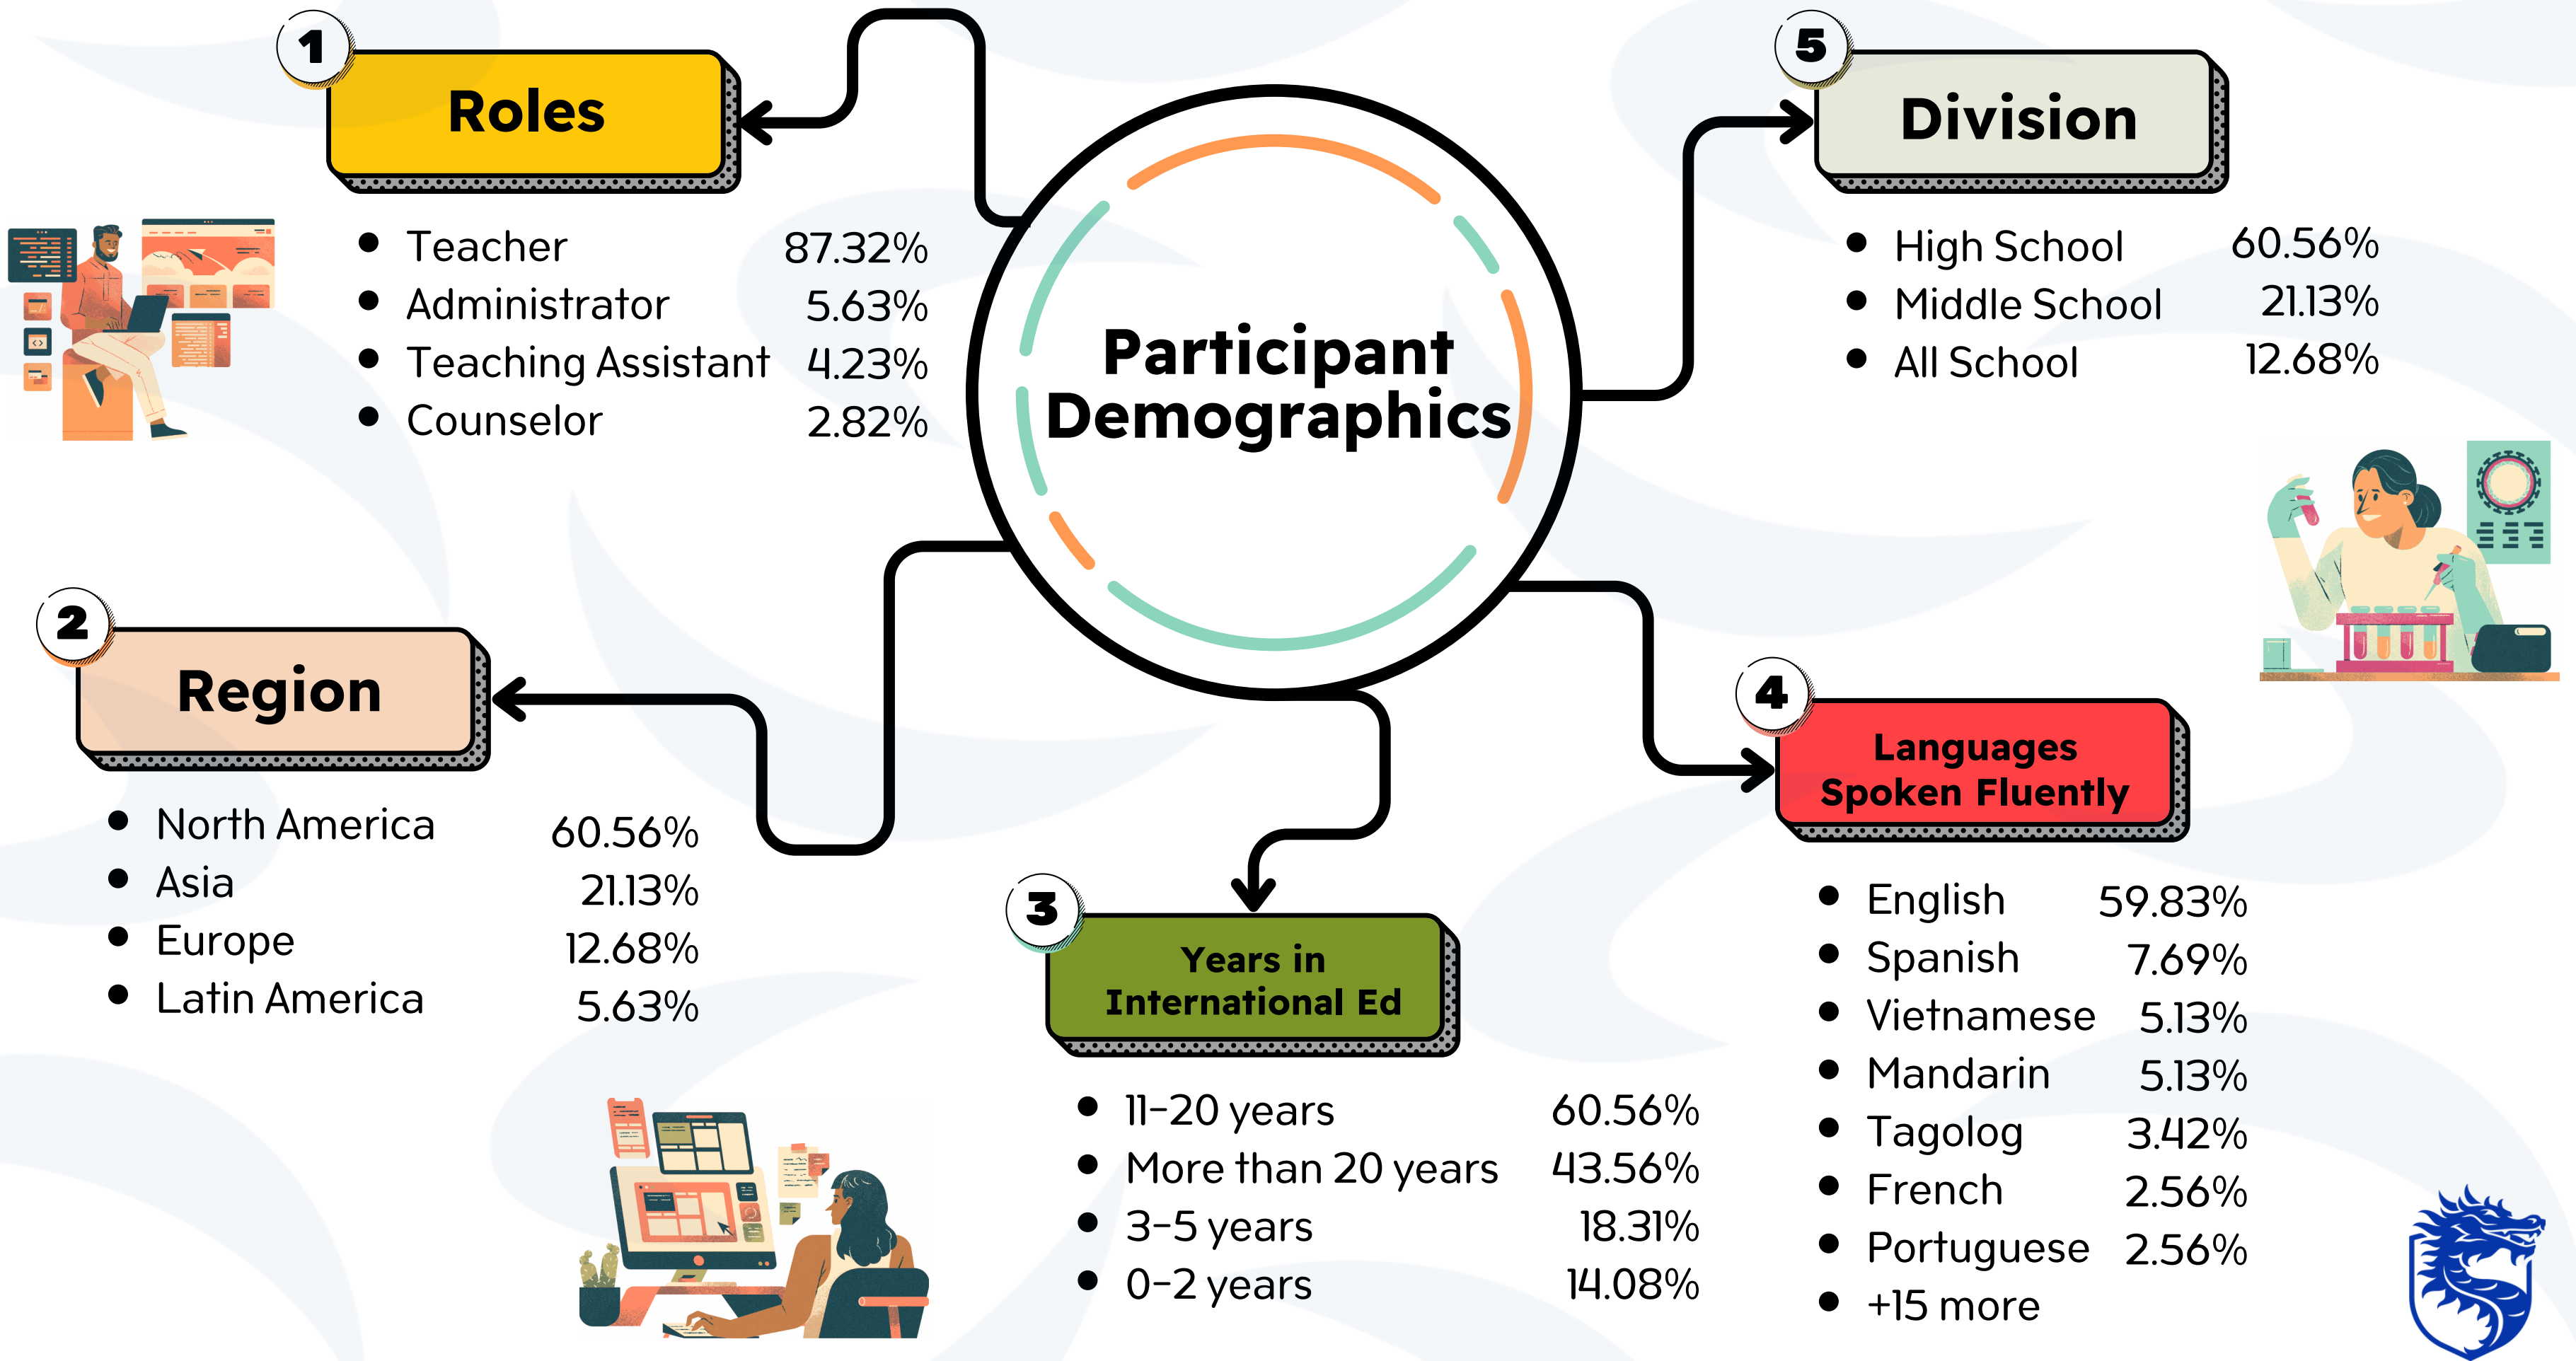 Participant
Demographics
1
Roles
Teacher 87.32%
Administrator 5.63%
Teaching Assistant 4.23%
Counselor 2.82%
2
Region
North America 60.56%
Asia 21.13%
Europe 12.68%
Latin America 5.63%
3
Years in
International Ed
11-20 years 60.56%
More than 20 years 43.56%
3-5 years 18.31%
0-2 years 14.08%
4
Languages
Spoken Fluently
English 59.83%
Spanish 7.69%
Vietnamese 5.13%
Mandarin 5.13%
Tagolog 3.42%
French 2.56%
Portuguese 2.56%
+15 more
5
Division
High School 60.56%
Middle School 21.13%
All School 12.68%